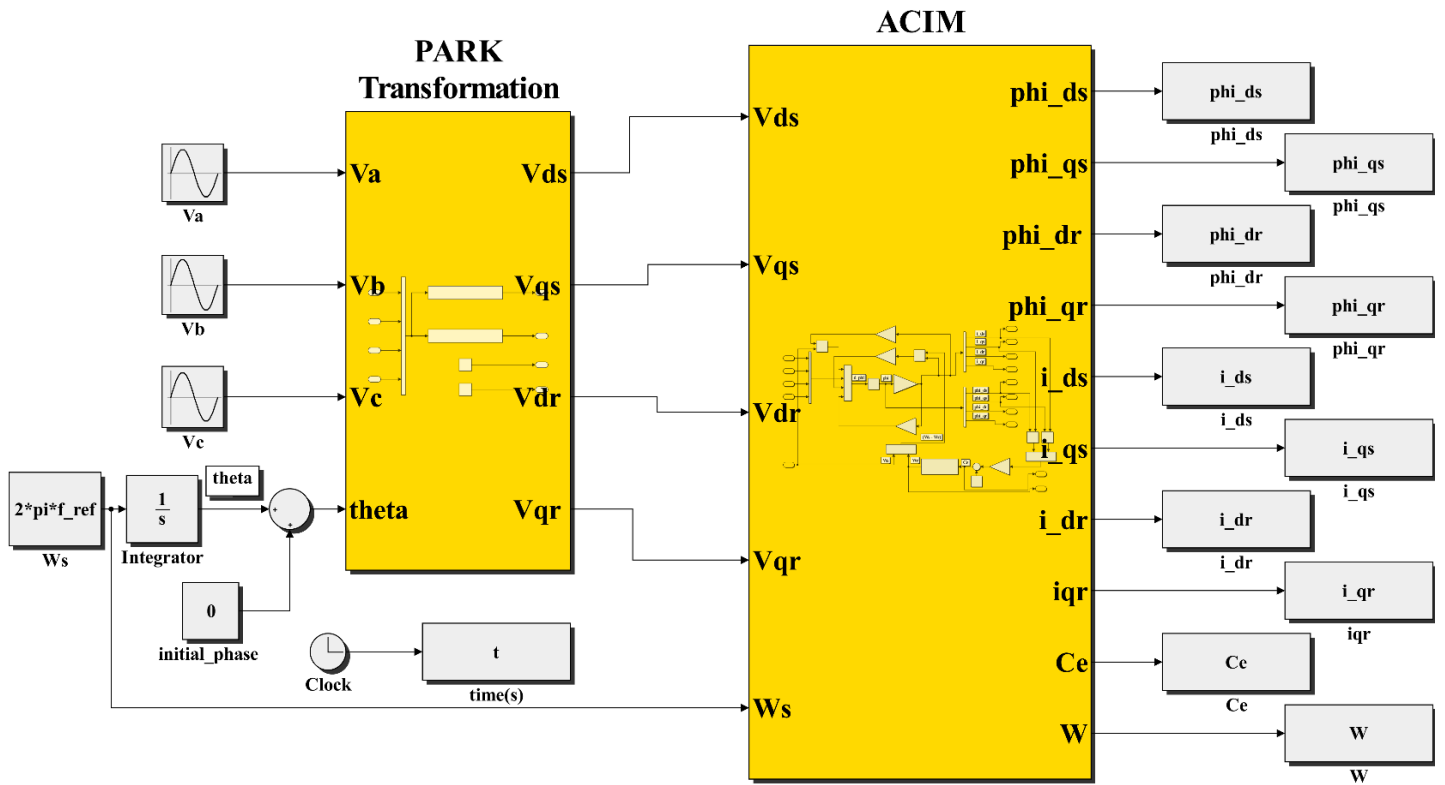 PARK
Transformation
ACIM
Va
Vb
Vc
Va
Vb
Vc
theta
Vds
Vqs
Vdr
Vqr
2*pi*f_ref
Ws
1
s
Integrator
theta
+
+
0
initial_phase
Clock
t
time(s)
Vds
Vqs
Vdr
Vqr
Ws
phi_ds
phi_qs
phi_dr
phi_qr
i_ds
i_qs
i_dr
iqr
Ce
W
phi_ds
phi_ds
phi_qs
phi_qs
phi_dr
phi_dr
phi_qr
phi_qr
i_ds
i_ds
i_qs
i_qs
i_dr
i_dr
i_qr
iqr
Ce
Ce
W
W